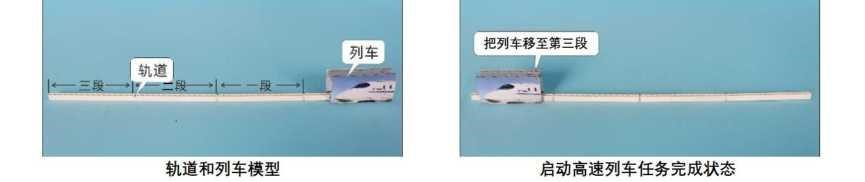 列车
轨道
三段
二段
一段
轨道和列车模型
把列车移至第三段
启动高速列车任务完成状态